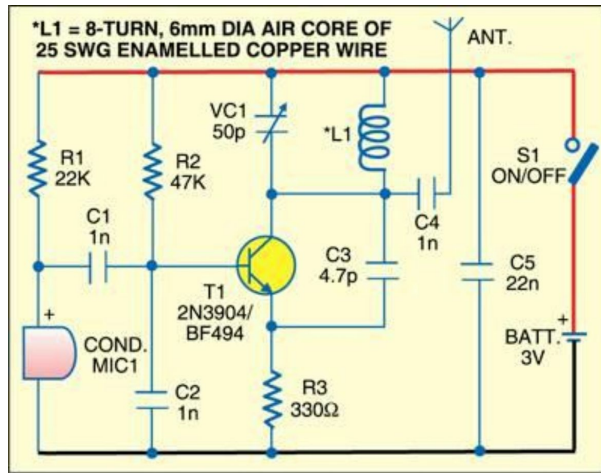 *L1 = 8-TURN, 6mm DIA AIR CORE OF
25 SWG ENAMELLED COPPER WIRE
ANT.
VC1
50p
*L1
R1
22K
R2
47K
S1
ON/OFF
C1
1n
C4
1n
C3
4.7p
C5
22n
T1
2N3904/
BF494
+
COND.
MIC1
+
BATT.
3V
C2
1n
R3
330Ω